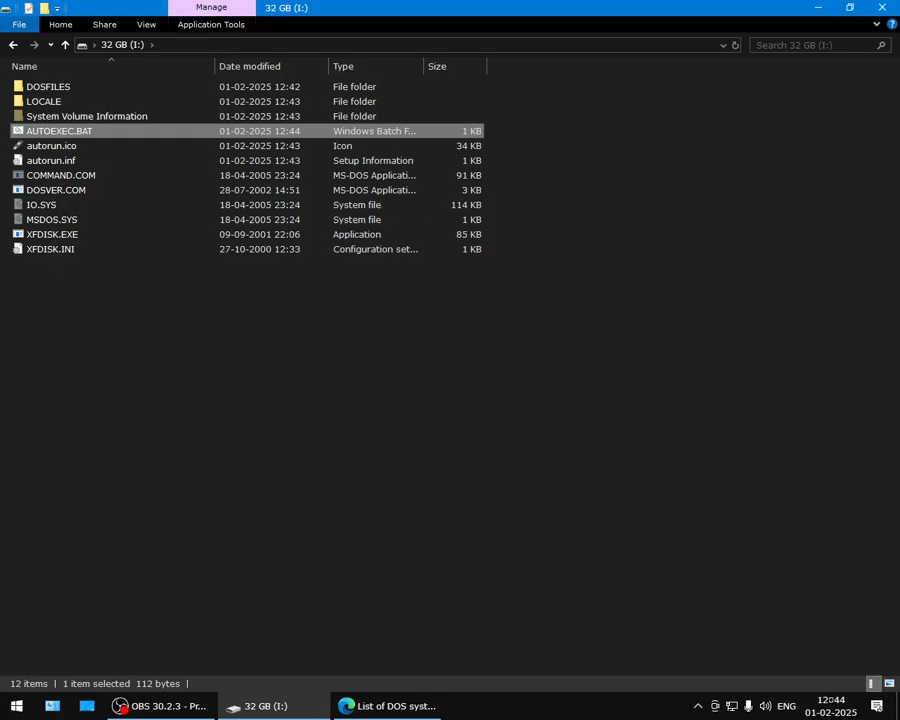 Manage
32 GB (I:)
File
Home
Share
View
Application Tools
32 GB (I:)
Search 32 GB (I:)
Name
Date modified
Type
Size
DOSFILES 01-02-2025 12:42 File folder
LOCALE 01-02-2025 12:43 File folder
System Volume Information 01-02-2025 12:43 File folder
AUTOEXEC.BAT 01-02-2025 12:44 Windows Batch F... 1 KB
autorun.ico 01-02-2025 12:43 Icon 34 KB
autorun.inf 01-02-2025 12:43 Setup Information 1 KB
COMMAND.COM 18-04-2005 23:24 MS-DOS Applicati... 91 KB
DOSVER.COM 28-07-2002 14:51 MS-DOS Applicati... 3 KB
IO.SYS 18-04-2005 23:24 System file 114 KB
MSDOS.SYS 18-04-2005 23:24 System file 1 KB
XFDISK.EXE 09-09-2001 22:06 Application 85 KB
XFDISK.INI 27-10-2000 12:33 Configuration set... 1 KB
12 items
1 item selected 112 bytes
OBS 30.2.3 - Pr...
32 GB (I:)
List of DOS syst...
ENG
12:44
01-02-2025